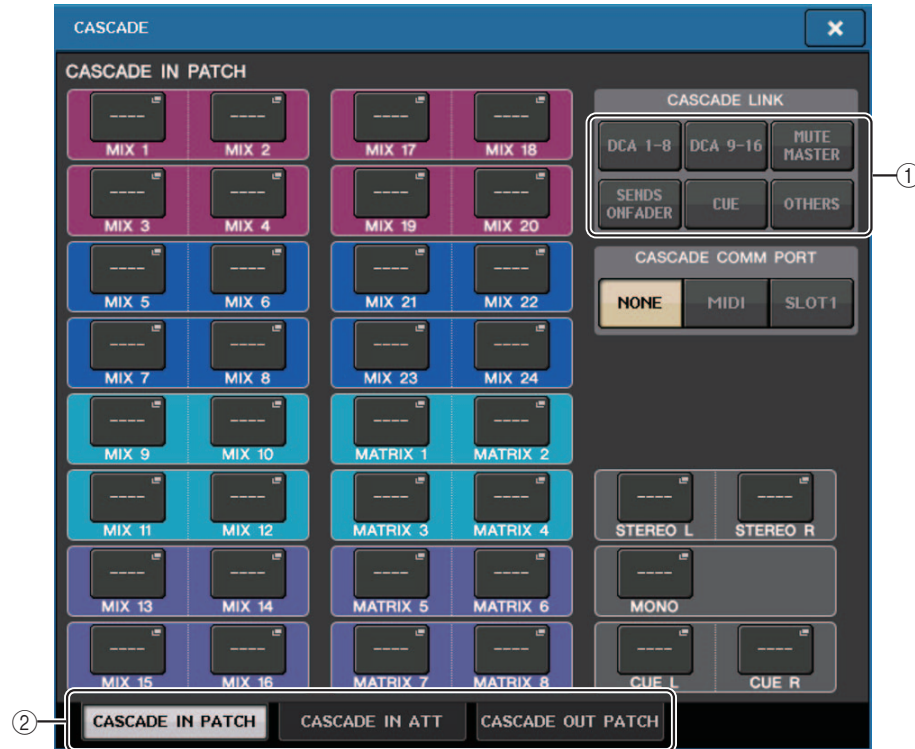 CASCADE
CASCADE IN PATCH
---- ---- ---- ----
MIX 1 MIX 2 MIX 17 MIX 18
---- ---- ---- ----
MIX 3 MIX 4 MIX 19 MIX 20
---- ---- ---- ----
MIX 5 MIX 6 MIX 21 MIX 22
---- ---- ---- ----
MIX 7 MIX 8 MIX 23 MIX 24
---- ---- ---- ----
MIX 9 MIX 10 MATRIX 1 MATRIX 2
---- ---- ---- ----
MIX 11 MIX 12 MATRIX 3 MATRIX 4
---- ---- ---- ----
MIX 13 MIX 14 MATRIX 5 MATRIX 6
---- ---- ---- ----
MIX 15 MIX 16 MATRIX 7 MATRIX 8
CASCADE LINK
DCA 1-8 DCA 9-16 MUTE MASTER
SENDS ONFADER CUE OTHERS
①
CASCADE COMM PORT
NONE MIDI SLOT1
---- ----
STEREO L STEREO R
----
MONO
---- ----
CUE L CUE R
②
CASCADE IN PATCH CASCADE IN ATT CASCADE OUT PATCH